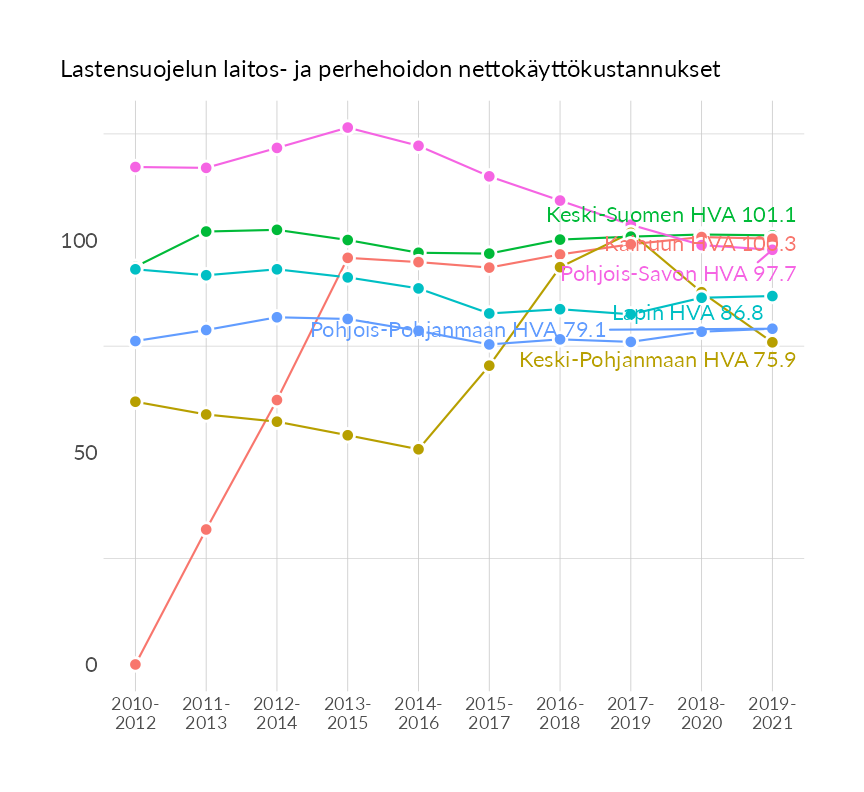 Lastensuojelun laitos- ja perhehoidon nettokäyttökustannukset
Keski-Suomen HVA 101.1
100
Kainuun HVA 100.3
Pohjois-Savon HVA 97.7
Lapin HVA 86.8
Pohjois-Pohjanmaan HVA 79.1
Keski-Pohjanmaan HVA 75.9
50
0
2010-2012
2011-2013
2012-2014
2013-2015
2014-2016
2015-2017
2016-2018
2017-2019
2018-2020
2019-2021